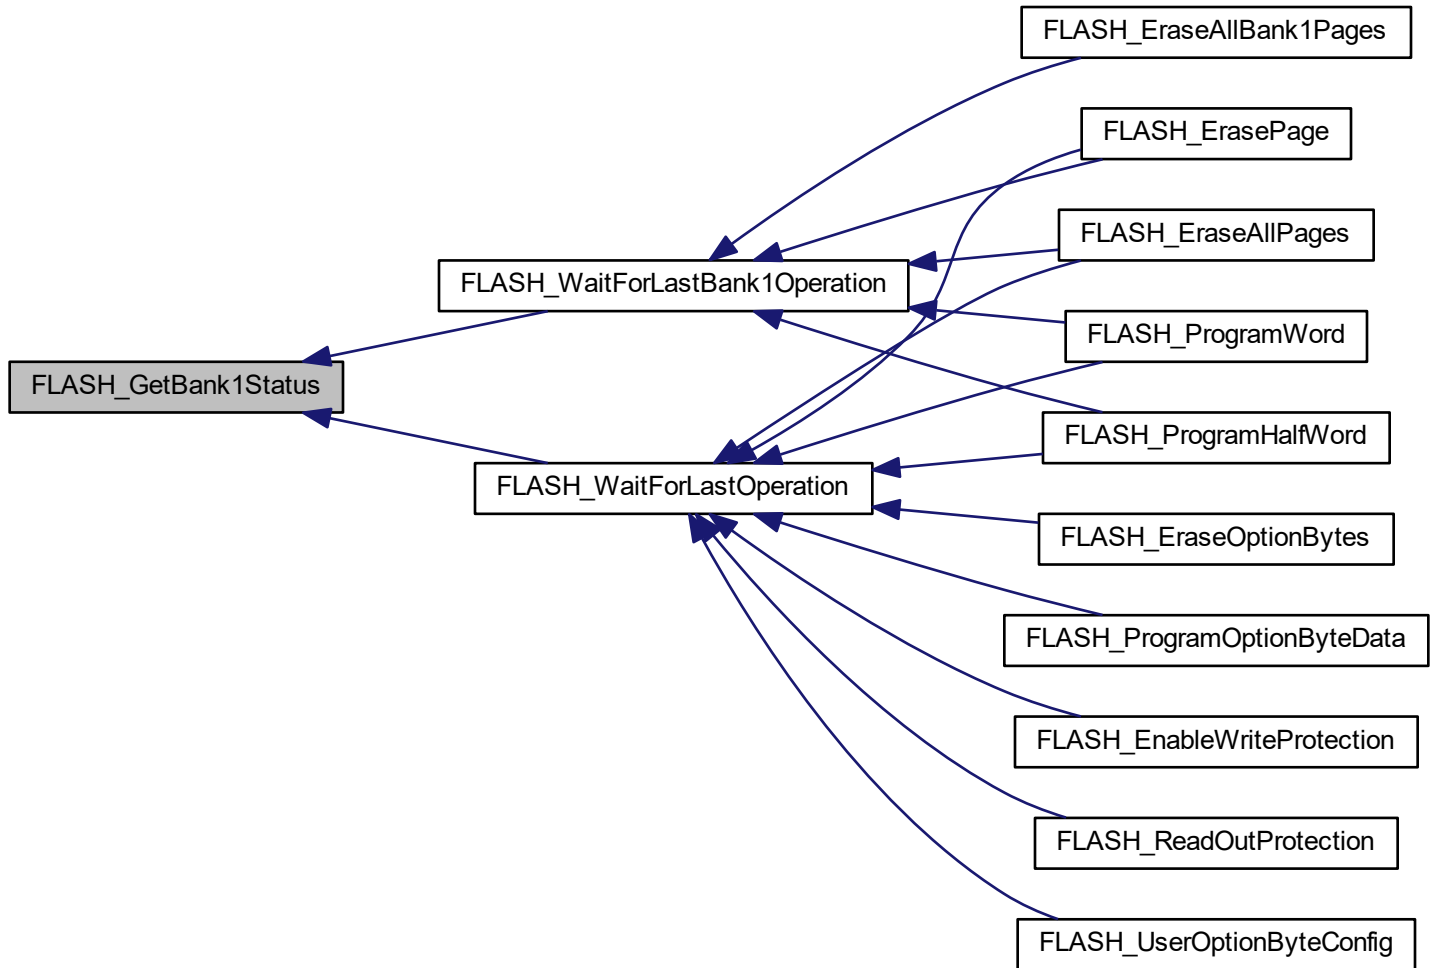 FLASH_EraseAllBank1Pages
FLASH_ErasePage
FLASH_EraseAllPages
FLASH_WaitForLastBank1Operation
FLASH_ProgramWord
FLASH_GetBank1Status
FLASH_ProgramHalfWord
FLASH_WaitForLastOperation
FLASH_EraseOptionBytes
FLASH_ProgramOptionByteData
FLASH_EnableWriteProtection
FLASH_ReadOutProtection
FLASH_UserOptionByteConfig